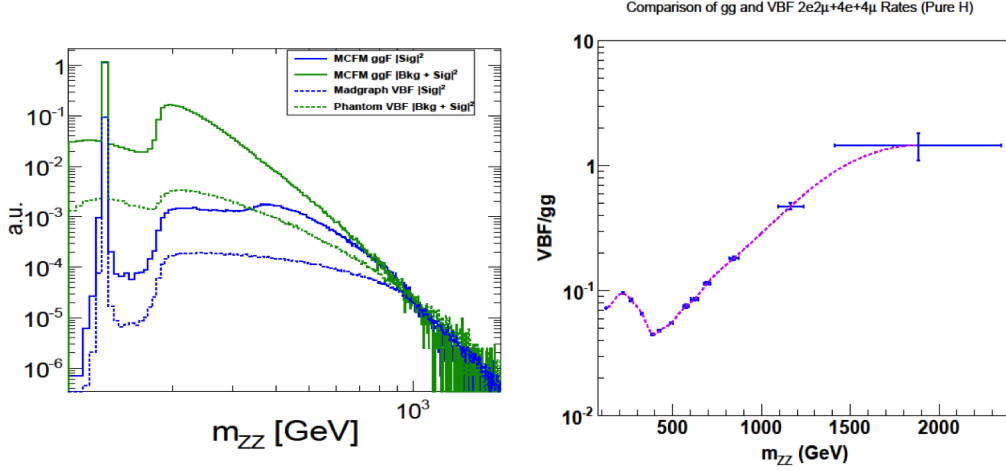 Comparison of gg and VBF 2e2μ+4e+4μ Rates (Pure H)
MCFM ggF |Sig|²
MCFM ggF |Bkg + Sig|²
Madgraph VBF |Sig|²
Phantom VBF |Bkg + Sig|²
a.u.
1
10⁻¹
10⁻²
10⁻³
10⁻⁴
10⁻⁵
10⁻⁶
10³
m_ZZ [GeV]
VBF/gg
10
1
10⁻¹
10⁻²
500 1000 1500 2000
m_ZZ (GeV)